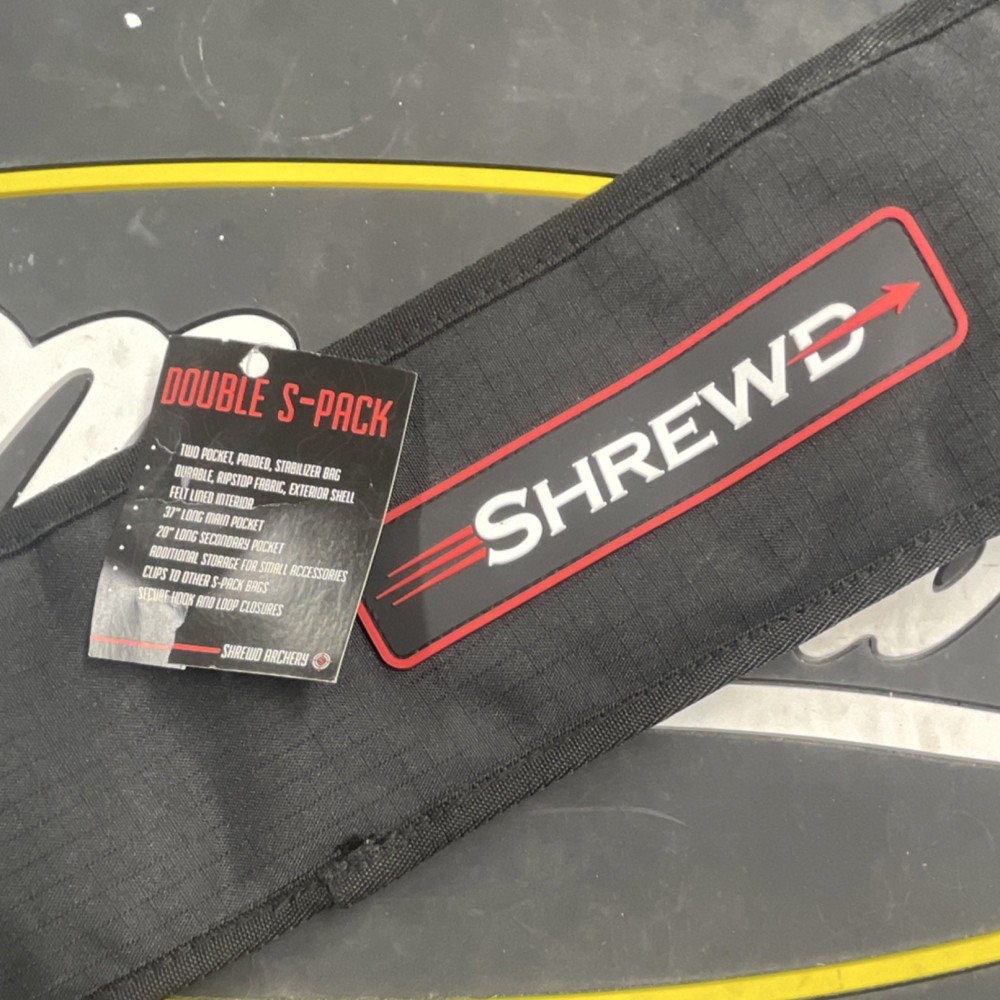 DOUBLE S-PACK
TWO POCKET, PADDED, STABILIZER BAG
DURABLE, RIPSTOP FABRIC, EXTERIOR SHELL
FELT LINED INTERIOR
37" LONG MAIN POCKET
20" LONG SECONDARY POCKET
ADDITIONAL STORAGE FOR SMALL ACCESSORIES
CLIPS TO OTHER S-PACK BAGS
SECURE HOOK AND LOOP CLOSURES
SHREWD ARCHERY
SHREWD